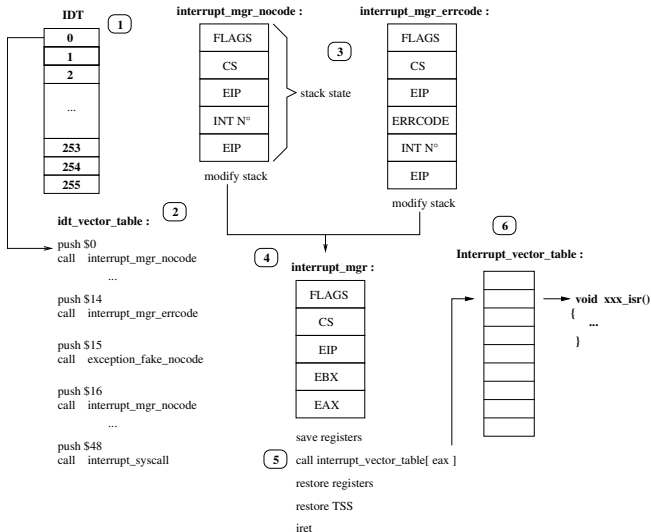 IDT
1
0
1
2
...
253
254
255
interrupt_mgr_nocode :
FLAGS
CS
EIP
INT N°
EIP
modify stack
3
stack state
interrupt_mgr_errcode :
FLAGS
CS
EIP
ERRCODE
INT N°
EIP
modify stack
2
idt_vector_table :
push $0
call interrupt_mgr_nocode
...
push $14
call interrupt_mgr_errcode
push $15
call exception_fake_nocode
push $16
call interrupt_mgr_nocode
...
push $48
call interrupt_syscall
4
interrupt_mgr :
FLAGS
CS
EIP
EBX
EAX
save registers
5
call interrupt_vector_table[ eax ]
restore registers
restore TSS
iret
6
Interrupt_vector_table :
void xxx_isr()
{
...
}